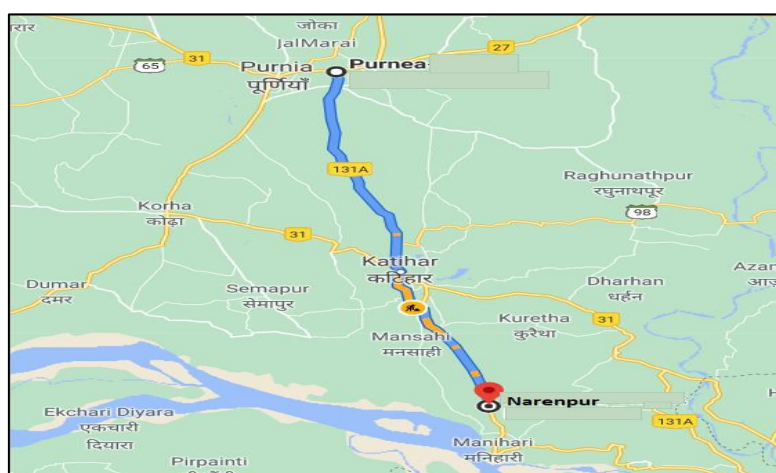 जोका
JalMarai
27
31
65
Purnia
पूर्णियाँ
Purnea
131A
Raghunathpur
रघुनाथपूर
Korha
कोढ़ा
98
31
Katihar
कटिहार
Dumar
दमर
Semapur
सेमापुर
Dharhan
धर्हन
Mansahi
मनसाही
Kuretha
कुरैथा
31
Narenpur
Ekchari Diyara
एकचारी
दियारा
131A
Manihari
मनिहारी
Pirpainti